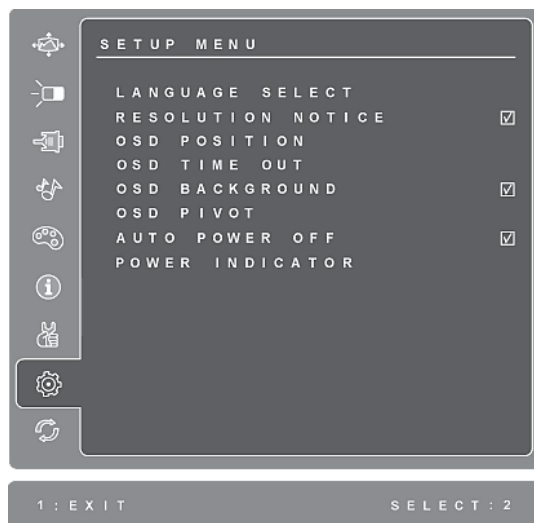 SETUP MENU
LANGUAGE SELECT
RESOLUTION NOTICE
OSD POSITION
OSD TIME OUT
OSD BACKGROUND
OSD PIVOT
AUTO POWER OFF
POWER INDICATOR
1:EXIT SELECT:2